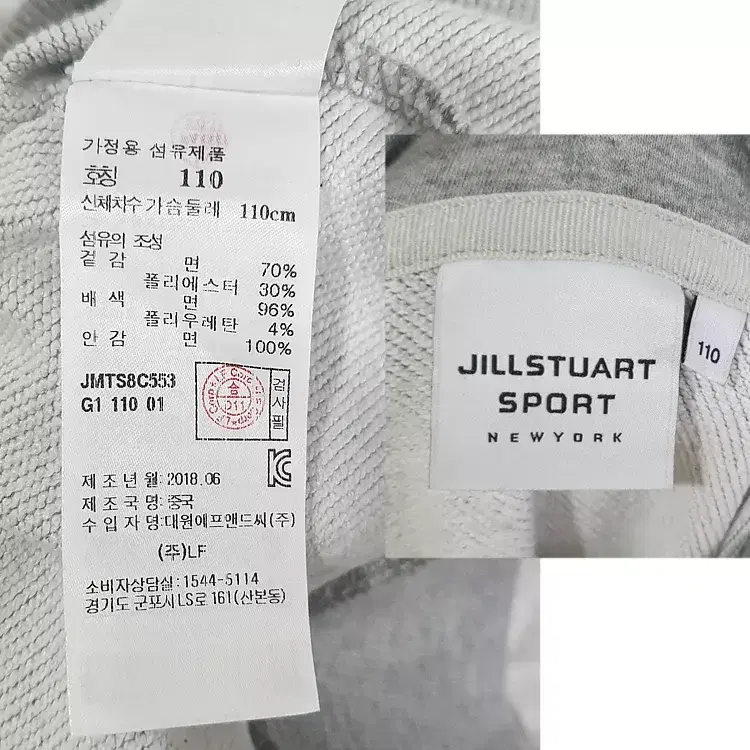 가정용 섬유제품
호칭 110
신체치수 가슴둘레 110cm
섬유의 조성
겉감 면 70%
폴리에스터 30%
배색 면 96%
폴리우레탄 4%
안감 면 100%
JMTS8C553
G1 110 01
검사필
제조년월: 2018.06
제조국명: 중국
수입자명:대원에프앤드씨(주)
(주)LF
소비자상담실:1544-5114
경기도 군포시LS로 161(산본동)
JILLSTUART
SPORT
NEWYORK
110